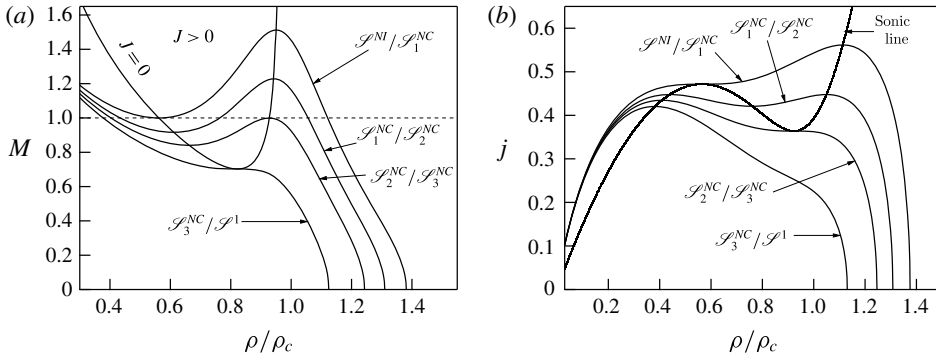 (a)
1.6
1.4
1.2
1.0
0.8
0.6
0.4
0.2
0
M
J = 0
J > 0
𝒮^{NI}/𝒮_1^{NC}
𝒮_1^{NC}/𝒮_2^{NC}
𝒮_2^{NC}/𝒮_3^{NC}
𝒮_3^{NC}/𝒮^1
0.4 0.6 0.8 1.0 1.2 1.4
ρ/ρ_c
(b)
0.6
0.5
0.4
0.3
0.2
0.1
0
j
𝒮^{NI}/𝒮_1^{NC}
𝒮_1^{NC}/𝒮_2^{NC}
Sonic
line
𝒮_2^{NC}/𝒮_3^{NC}
𝒮_3^{NC}/𝒮^1
0.2 0.4 0.6 0.8 1.0 1.2 1.4
ρ/ρ_c